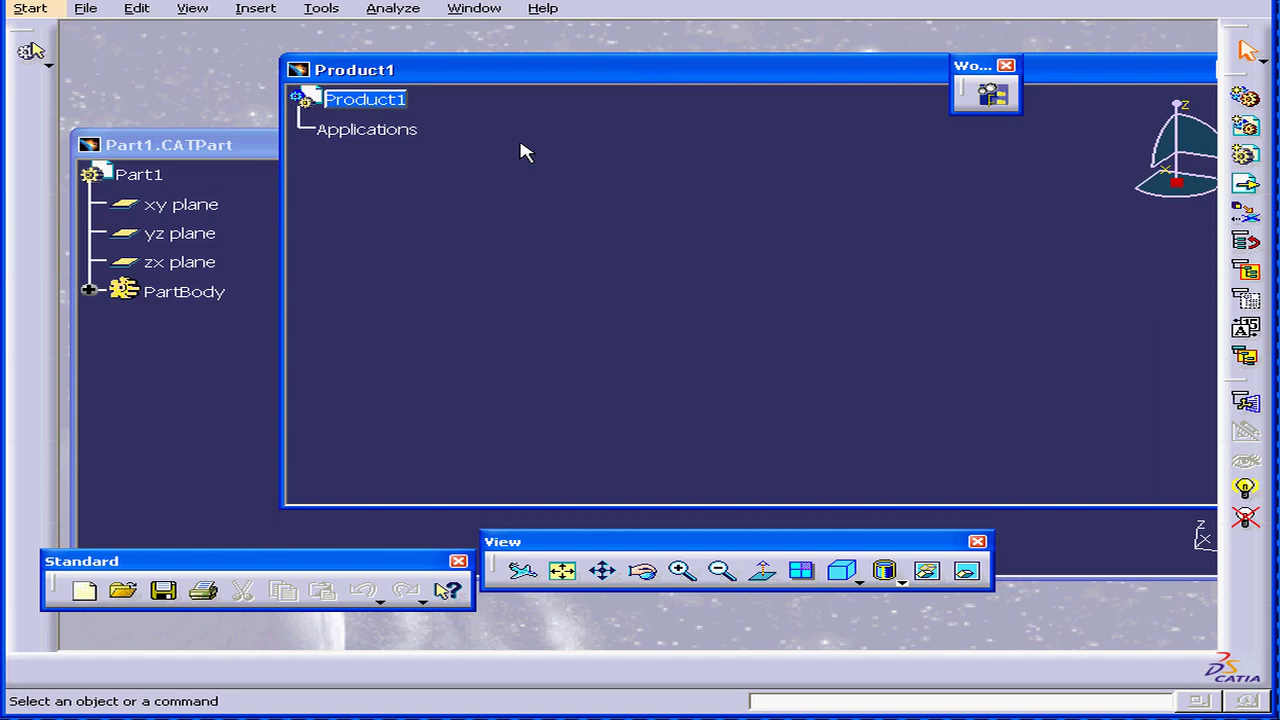 Start File Edit View Insert Tools Analyze Window Help
Product1
Wo...
Product1
Applications
z
x
Part1.CATPart
Part1
xy plane
yz plane
zx plane
PartBody
Z
X
View
Standard
DS
CATIA
Select an object or a command